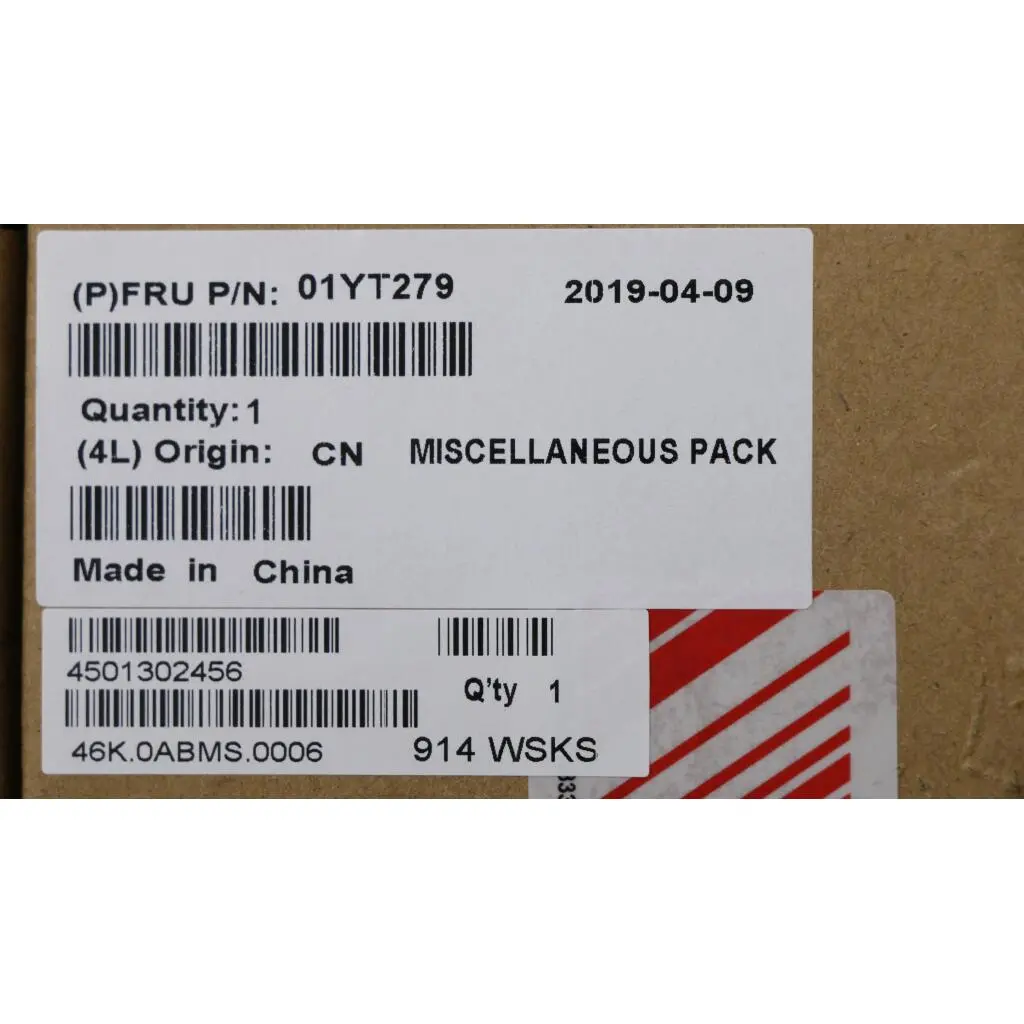 (P)FRU P/N: 01YT279 2019-04-09
Quantity: 1
(4L) Origin: CN MISCELLANEOUS PACK
Made in China
4501302456
Q'ty 1
46K.0ABMS.0006 914 WSKS